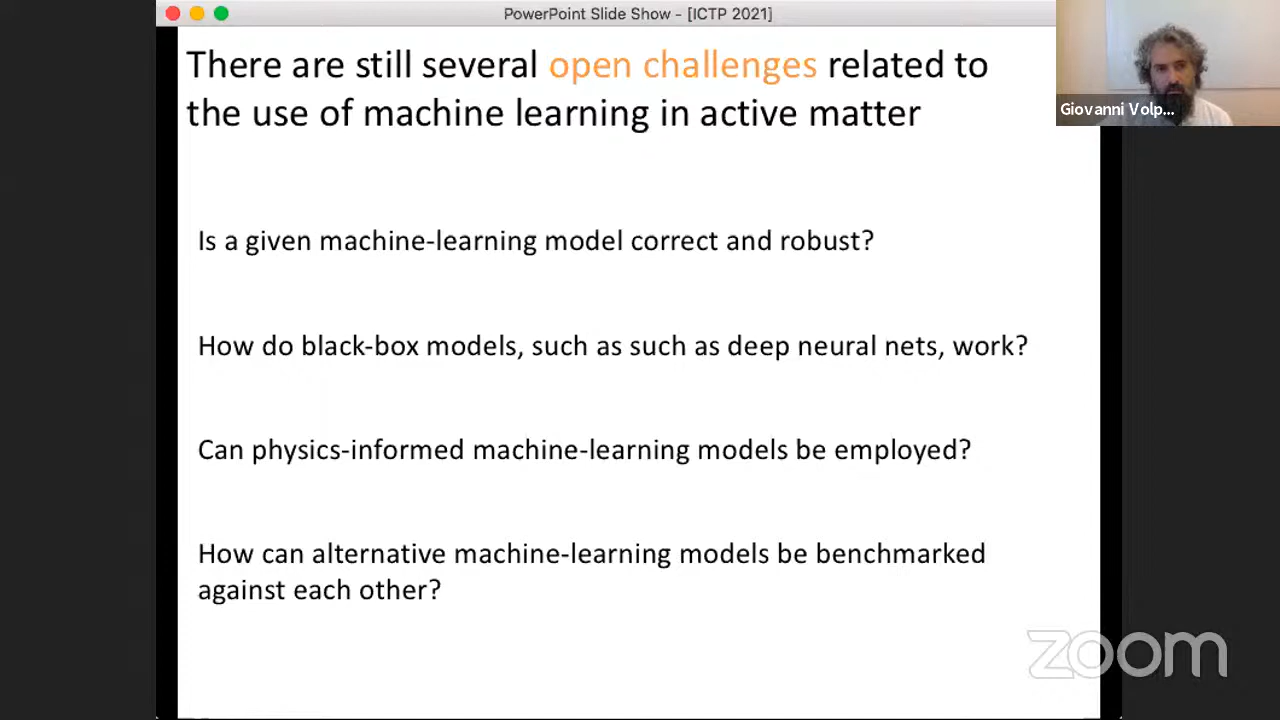 PowerPoint Slide Show - [ICTP 2021]
There are still several open challenges related to
the use of machine learning in active matter
Giovanni Volp...
Is a given machine-learning model correct and robust?
How do black-box models, such as such as deep neural nets, work?
Can physics-informed machine-learning models be employed?
How can alternative machine-learning models be benchmarked
against each other?
zoom